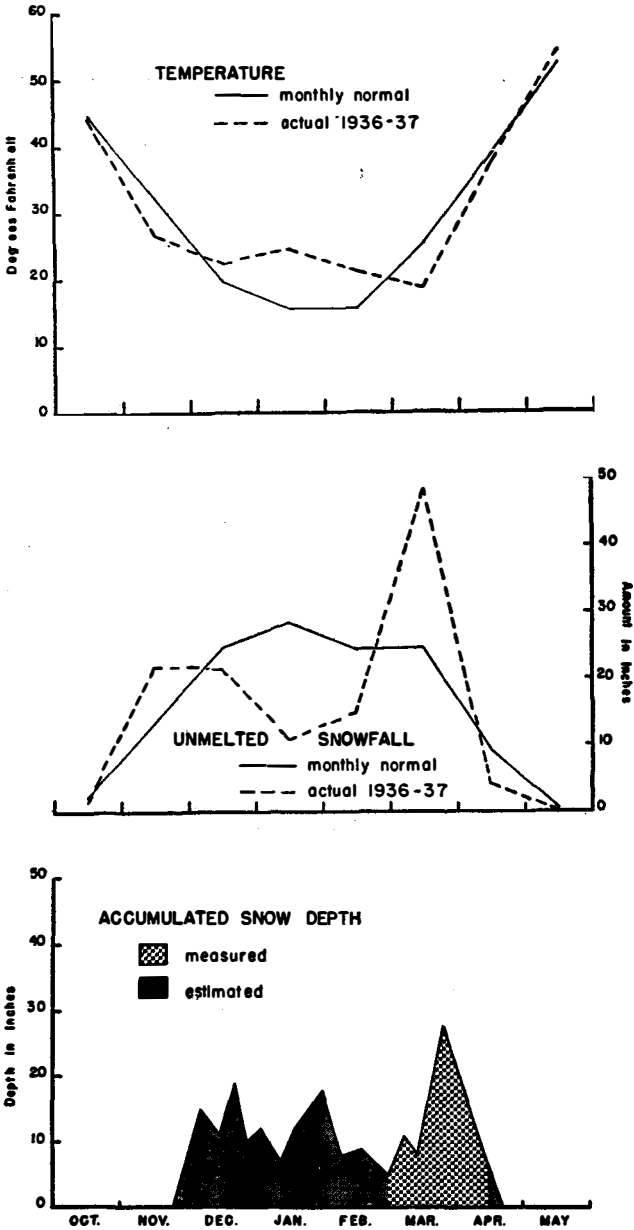 60
TEMPERATURE
50
monthly normal
actual 1936-37
40
30
20
10
0
Degrees Fahrenheit
50
40
30
20
10
0
Amount in Inches
UNMELTED SNOWFALL
monthly normal
actual 1936-37
50
ACCUMULATED SNOW DEPTH
40
measured
estimated
30
20
10
0
Depth in Inches
OCT. NOV. DEC. JAN. FEB. MAR. APR. MAY